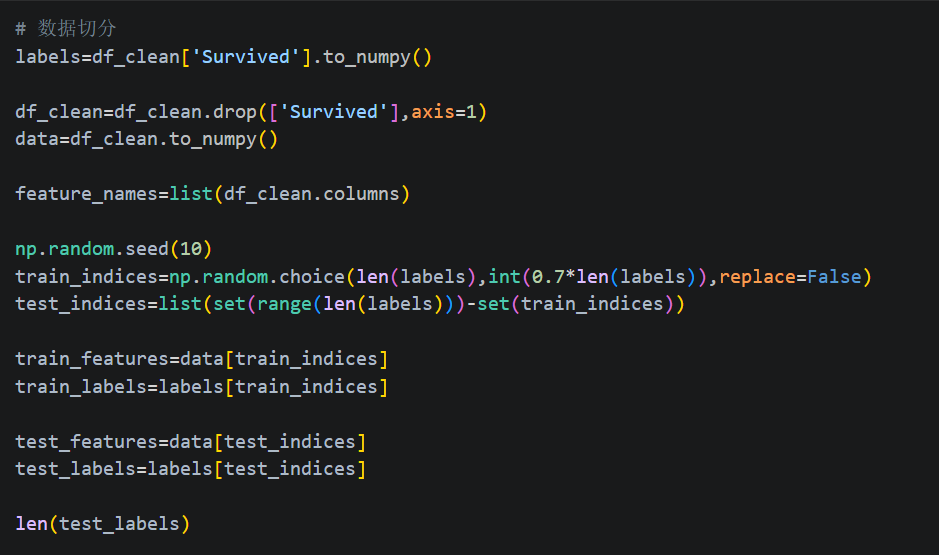 # 数据切分
labels=df_clean['Survived'].to_numpy()
df_clean=df_clean.drop(['Survived'],axis=1)
data=df_clean.to_numpy()
feature_names=list(df_clean.columns)
np.random.seed(10)
train_indices=np.random.choice(len(labels),int(0.7*len(labels)),replace=False)
test_indices=list(set(range(len(labels)))-set(train_indices))
train_features=data[train_indices]
train_labels=labels[train_indices]
test_features=data[test_indices]
test_labels=labels[test_indices]
len(test_labels)